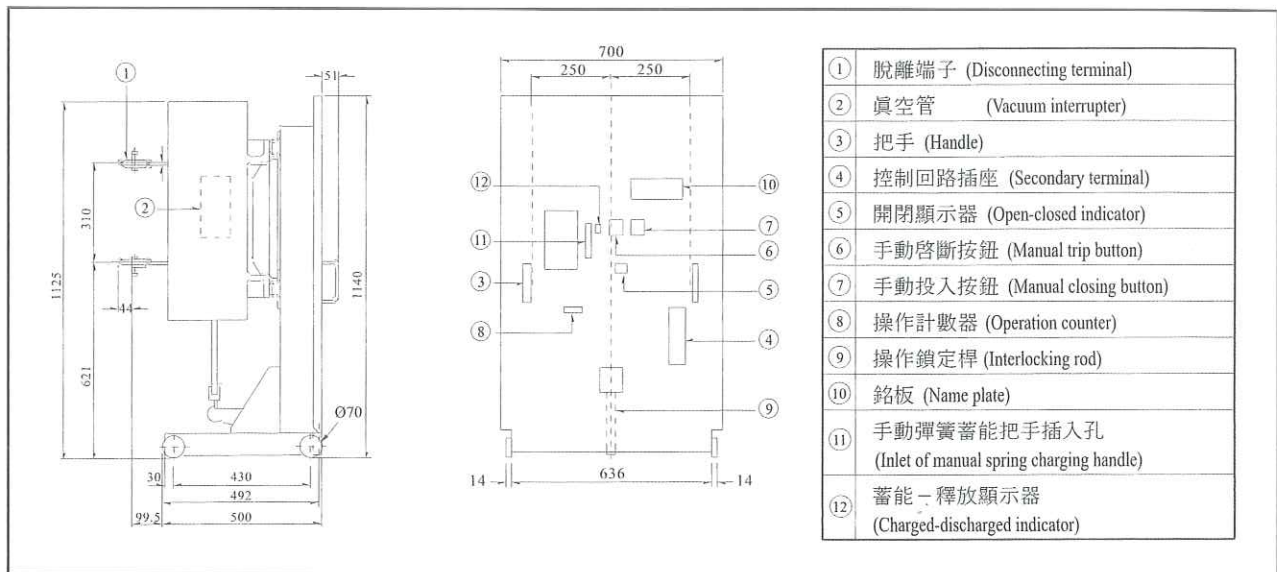 ①
51
310
②
1125
1140
44
621
Ø70
30
430
492
99.5
500
700
250
250
⑫
⑩
⑪
⑦
⑥
③
⑤
⑧
④
⑨
14
636
14
① 脫離端子 (Disconnecting terminal)
② 眞空管 (Vacuum interrupter)
③ 把手 (Handle)
④ 控制回路插座 (Secondary terminal)
⑤ 開閉顯示器 (Open-closed indicator)
⑥ 手動啓斷按鈕 (Manual trip button)
⑦ 手動投入按鈕 (Manual closing button)
⑧ 操作計數器 (Operation counter)
⑨ 操作鎖定桿 (Interlocking rod)
⑩ 銘板 (Name plate)
⑪ 手動彈簧蓄能把手插入孔
(Inlet of manual spring charging handle)
⑫ 蓄能－釋放顯示器
(Charged-discharged indicator)